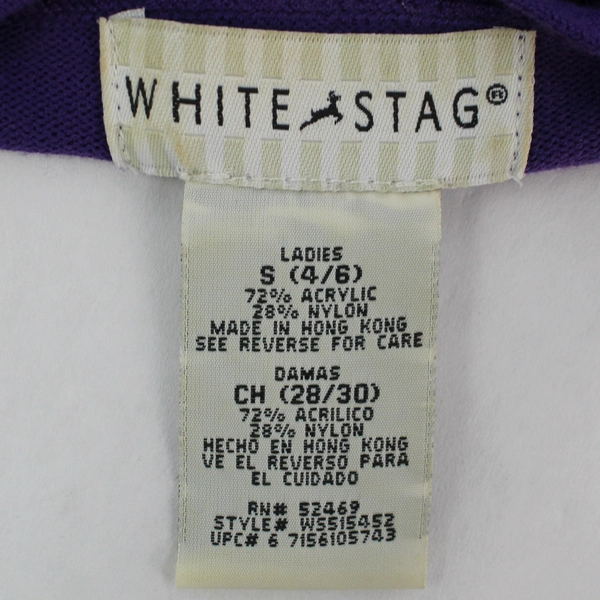 WHITE STAG®
LADIES
S (4/6)
72% ACRYLIC
28% NYLON
MADE IN HONG KONG
SEE REVERSE FOR CARE
DAMAS
CH (28/30)
72% ACRILICO
28% NYLON
HECHO EN HONG KONG
VE EL REVERSO PARA
EL CUIDADO
RN# 52469
STYLE# WS515452
UPC# 6 7156105743